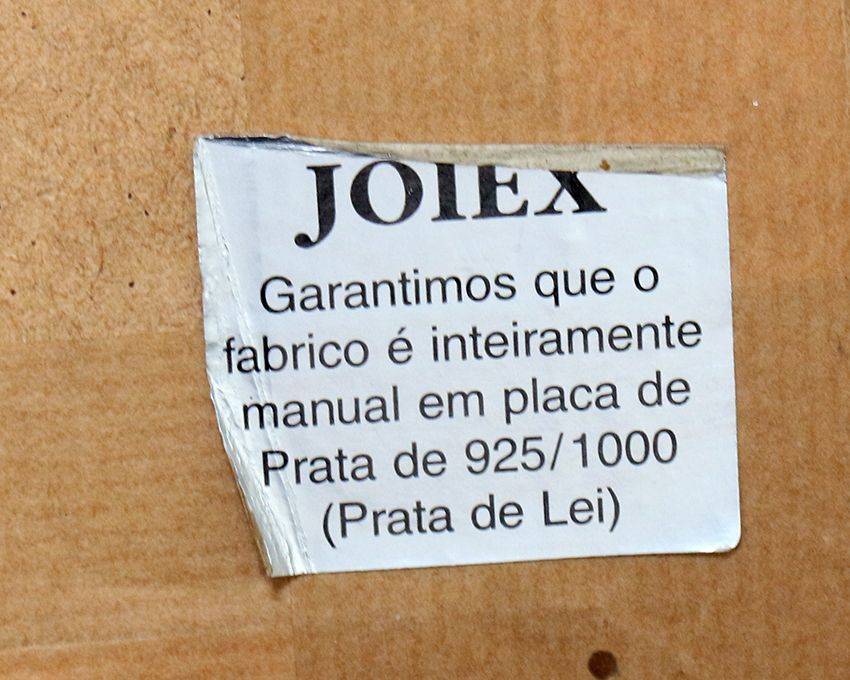 JOIEX
Garantimos que o
fabrico é inteiramente
manual em placa de
Prata de 925/1000
(Prata de Lei)